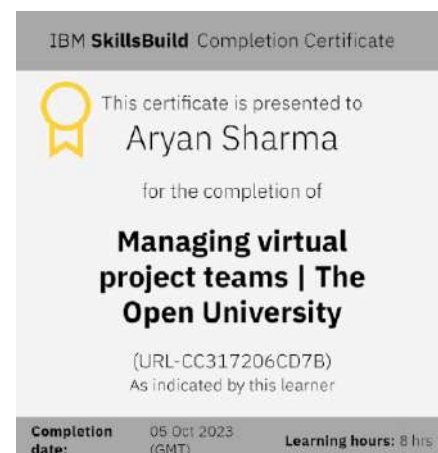 IBM SkillsBuild Completion Certificate
This certificate is presented to
Aryan Sharma
for the completion of
Managing virtual
project teams | The
Open University
(URL-CC317206CD7B)
As indicated by this learner
Completion date: 05 Oct 2023 (GMT) Learning hours: 8 hrs